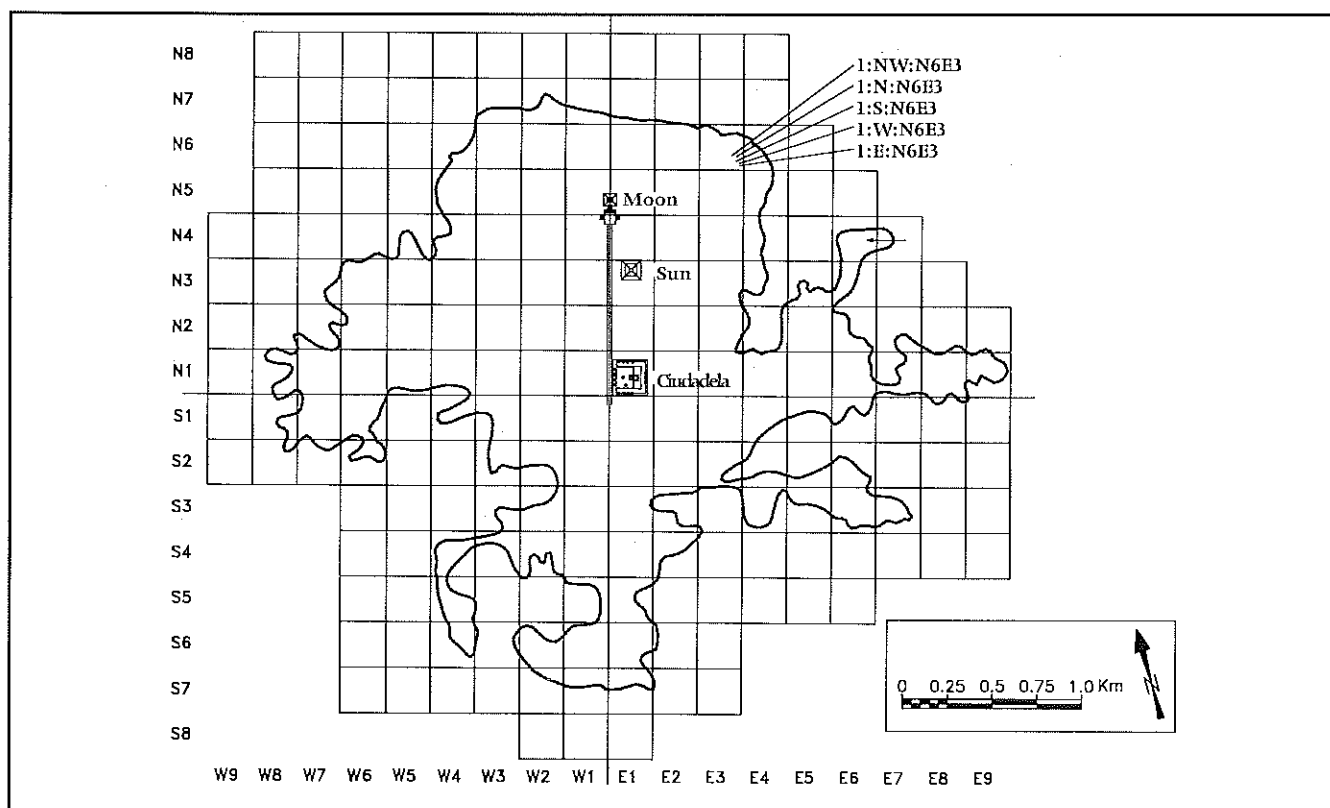 N8
N7
N6
N5
N4
N3
N2
N1
S1
S2
S3
S4
S5
S6
S7
S8
1:NW:N6E3
1:N:N6E3
1:S:N6E3
1:W:N6E3
1:E:N6E3
Moon
Sun
Ciudadela
0 0.25 0.5 0.75 1.0 Km
N
W9 W8 W7 W6 W5 W4 W3 W2 W1 E1 E2 E3 E4 E5 E6 E7 E8 E9